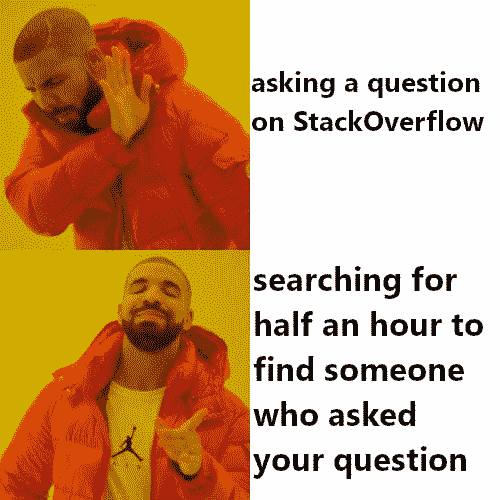 asking a question
on StackOverflow
searching for
half an hour to
find someone
who asked
your question